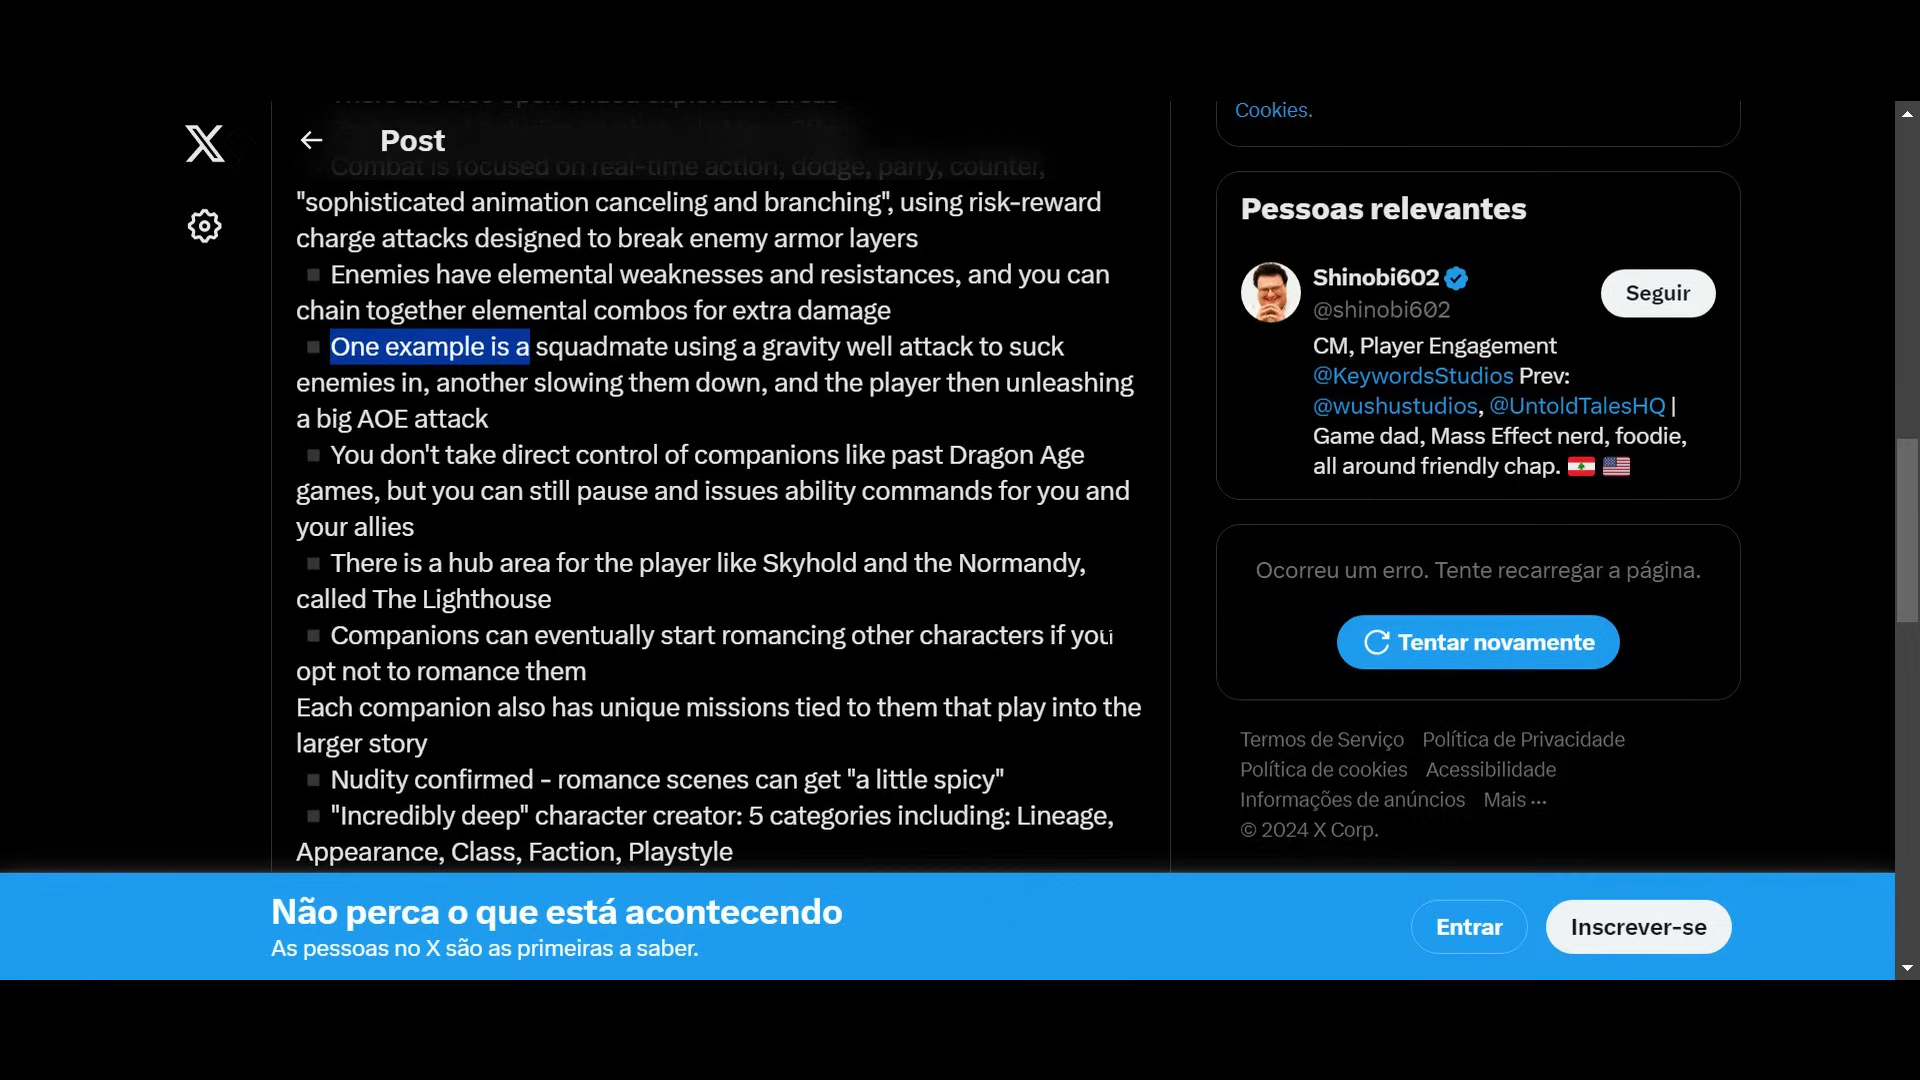 Post
Combat is focused on real-time action, dodge, parry, counter,
"sophisticated animation canceling and branching", using risk-reward
charge attacks designed to break enemy armor layers
Enemies have elemental weaknesses and resistances, and you can
chain together elemental combos for extra damage
One example is a squadmate using a gravity well attack to suck
enemies in, another slowing them down, and the player then unleashing
a big AOE attack
You don't take direct control of companions like past Dragon Age
games, but you can still pause and issues ability commands for you and
your allies
There is a hub area for the player like Skyhold and the Normandy,
called The Lighthouse
Companions can eventually start romancing other characters if you
opt not to romance them
Each companion also has unique missions tied to them that play into the
larger story
Nudity confirmed - romance scenes can get "a little spicy"
"Incredibly deep" character creator: 5 categories including: Lineage,
Appearance, Class, Faction, Playstyle
Cookies.
Pessoas relevantes
Shinobi602
@shinobi602
Seguir
CM, Player Engagement
@KeywordsStudios Prev:
@wushustudios, @UntoldTalesHQ |
Game dad, Mass Effect nerd, foodie,
all around friendly chap.
Ocorreu um erro. Tente recarregar a página.
Tentar novamente
Termos de Serviço Política de Privacidade
Política de cookies Acessibilidade
Informações de anúncios Mais ...
© 2024 X Corp.
Não perca o que está acontecendo
As pessoas no X são as primeiras a saber.
Entrar
Inscrever-se